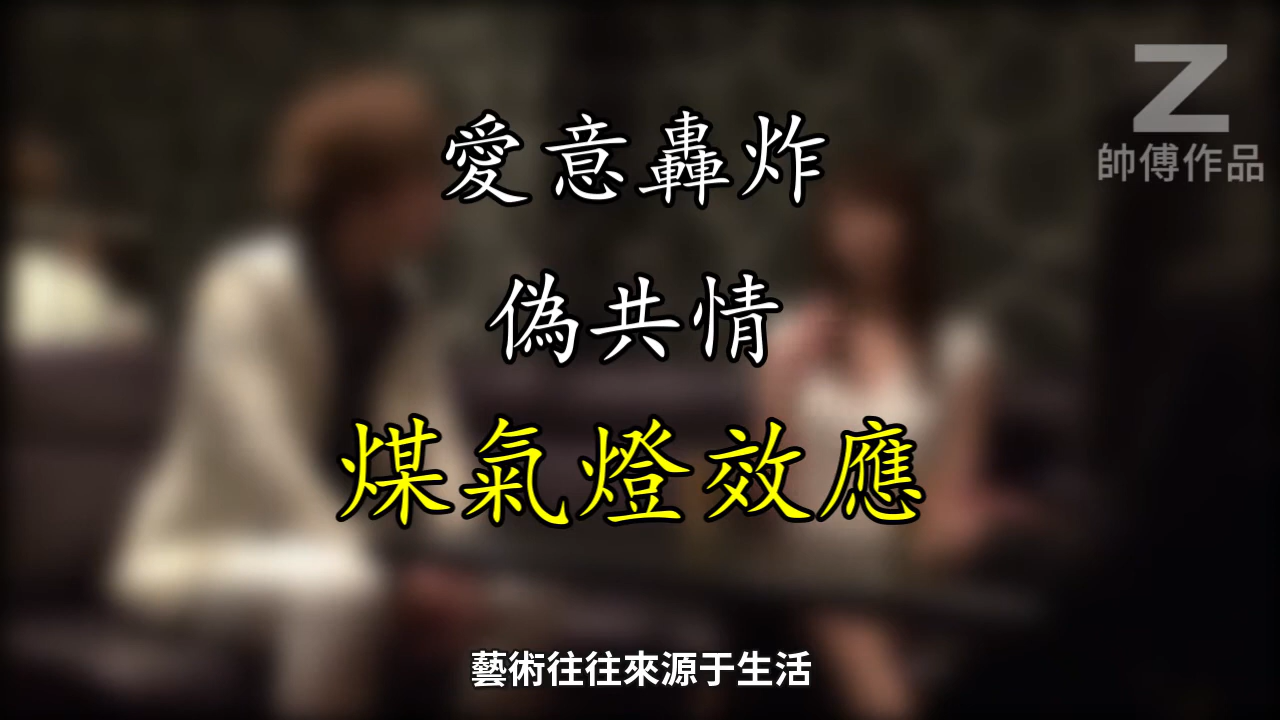 Z
帥傅作品
愛意轟炸
偽共情
煤氣燈效應
藝術往往來源于生活